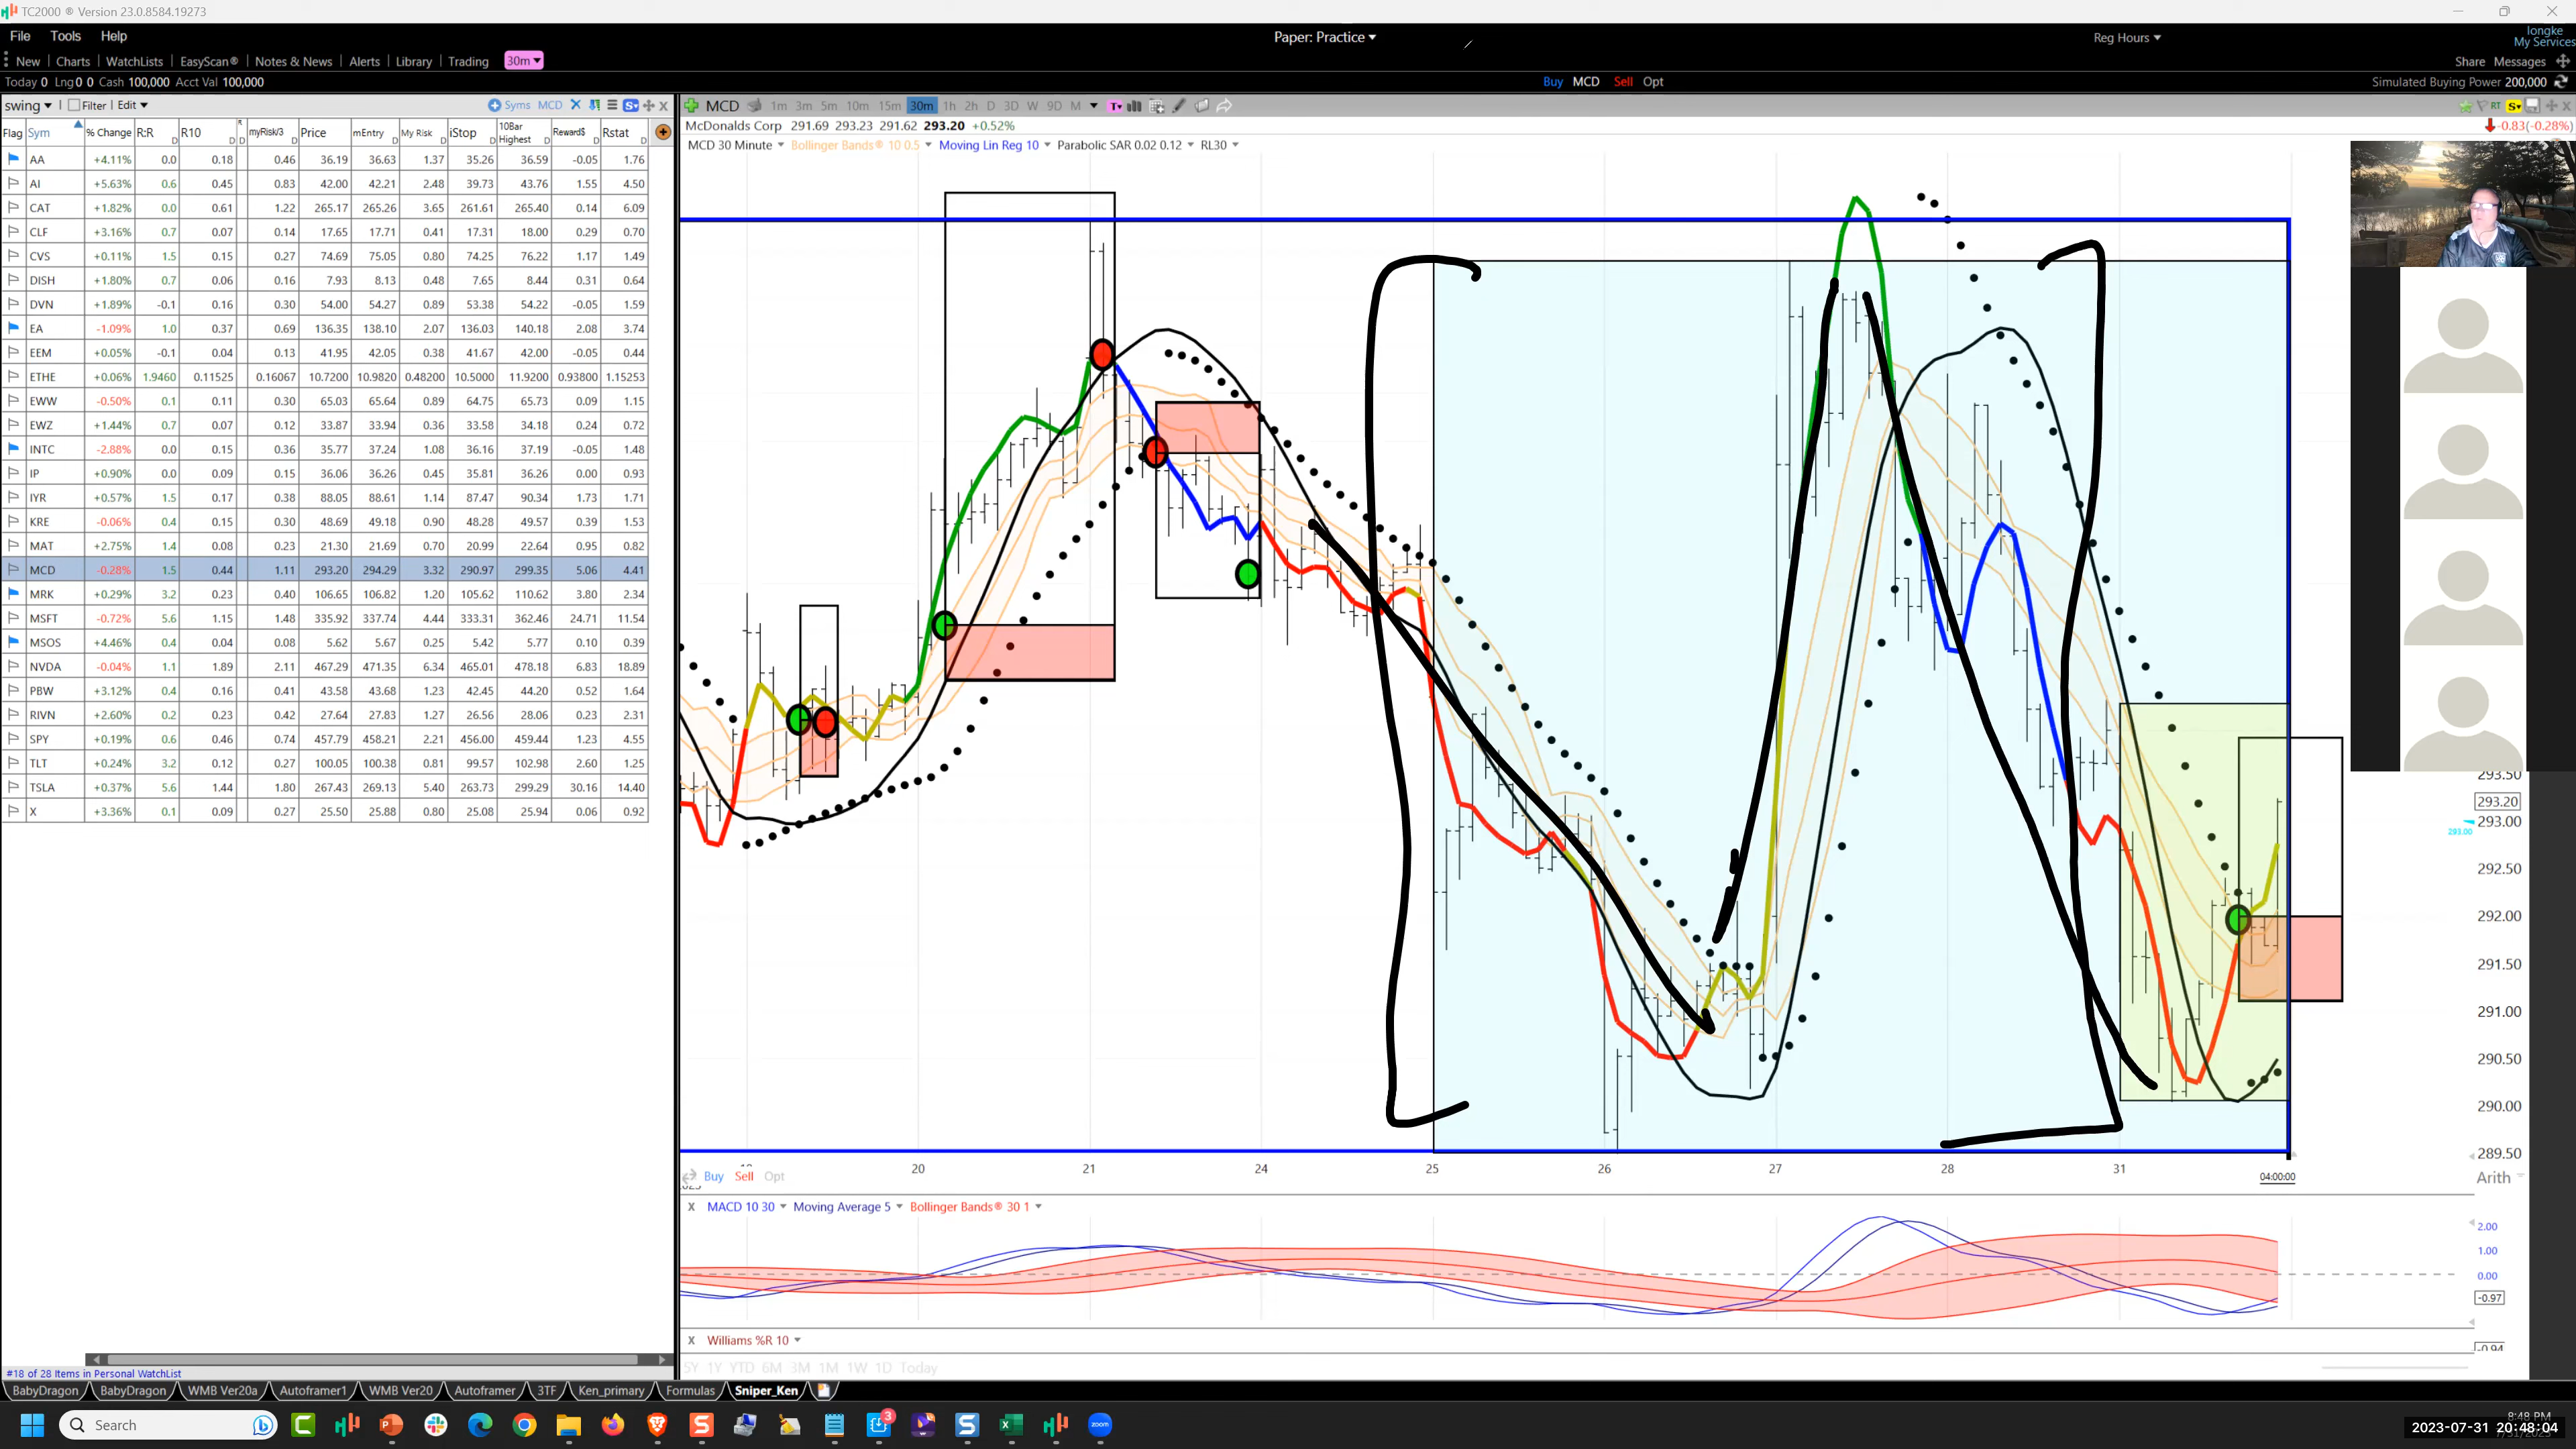 TC2000 ® Version 23.0.8584.19273
File Tools Help
Paper: Practice
Reg Hours
longke
My Services
New Charts WatchLists EasyScan® Notes & News Alerts Library Trading 30m
Share Messages
Today 0 Lng 0 0 Cash 100,000 Acct Val 100,000
Buy MCD Sell Opt
Simulated Buying Power 200,000
swing Filter Edit
Syms MCD
MCD 1m 3m 5m 10m 15m 30m 1h 2h D 3D W 9D M
Flag Sym % Change R:R R10 myRisk/3 Price mEntry My Risk iStop 10Bar Highest Reward$ Rstat
McDonalds Corp 291.69 293.23 291.62 293.20 +0.52%
-0.83(-0.28%)
MCD 30 Minute Bollinger Bands® 10 0.5 Moving Lin Reg 10 Parabolic SAR 0.02 0.12 RL30
AA +4.11% 0.0 0.18 0.46 36.19 36.63 1.37 35.26 36.59 -0.05 1.76
AI +5.63% 0.6 0.45 0.83 42.00 42.21 2.48 39.73 43.76 1.55 4.50
CAT +1.82% 0.0 0.61 1.22 265.17 265.26 3.65 261.61 265.40 0.14 6.09
CLF +3.16% 0.7 0.07 0.14 17.65 17.71 0.41 17.31 18.00 0.29 0.70
CVS +0.11% 1.5 0.15 0.27 74.69 75.05 0.80 74.25 76.22 1.17 1.49
DISH +1.80% 0.7 0.06 0.16 7.93 8.13 0.48 7.65 8.44 0.31 0.64
DVN +1.89% -0.1 0.16 0.30 54.00 54.27 0.89 53.38 54.22 -0.05 1.59
EA -1.09% 1.0 0.37 0.69 136.35 138.10 2.07 136.03 140.18 2.08 3.74
EEM +0.05% -0.1 0.04 0.13 41.95 42.05 0.38 41.67 42.00 -0.05 0.44
ETHE +0.06% 1.9460 0.11525 0.16067 10.7200 10.9820 0.48200 10.5000 11.9200 0.93800 1.15253
EWW -0.50% 0.1 0.11 0.30 65.03 65.64 0.89 64.75 65.73 0.09 1.15
EWZ +1.44% 0.7 0.07 0.12 33.87 33.94 0.36 33.58 34.18 0.24 0.72
INTC -2.88% 0.0 0.15 0.36 35.77 37.24 1.08 36.16 37.19 -0.05 1.48
IP +0.90% 0.0 0.09 0.15 36.06 36.26 0.45 35.81 36.26 0.00 0.93
IYR +0.57% 1.5 0.17 0.38 88.05 88.61 1.14 87.47 90.34 1.73 1.71
KRE -0.06% 0.4 0.15 0.30 48.69 49.18 0.90 48.28 49.57 0.39 1.53
MAT +2.75% 1.4 0.08 0.23 21.30 21.69 0.70 20.99 22.64 0.95 0.82
MCD -0.28% 1.5 0.44 1.11 293.20 294.29 3.32 290.97 299.35 5.06 4.41
MRK +0.29% 3.2 0.23 0.40 106.65 106.82 1.20 105.62 110.62 3.80 2.34
MSFT -0.72% 5.6 1.15 1.48 335.92 337.74 4.44 333.31 362.46 24.71 11.54
MSOS +4.46% 0.4 0.04 0.08 5.62 5.67 0.25 5.42 5.77 0.10 0.39
NVDA -0.04% 1.1 1.89 2.11 467.29 471.35 6.34 465.01 478.18 6.83 18.89
PBW +3.12% 0.4 0.16 0.41 43.58 43.68 1.23 42.45 44.20 0.52 1.64
RIVN +2.60% 0.2 0.23 0.42 27.64 27.83 1.27 26.56 28.06 0.23 2.31
SPY +0.19% 0.6 0.46 0.74 457.79 458.21 2.21 456.00 459.44 1.23 4.55
TLT +0.24% 3.2 0.12 0.27 100.05 100.38 0.81 99.57 102.98 2.60 1.25
TSLA +0.37% 5.6 1.44 1.80 267.43 269.13 5.40 263.73 299.29 30.16 14.40
X +3.36% 0.1 0.09 0.27 25.50 25.88 0.80 25.08 25.94 0.06 0.92
293.50
293.20
293.00
293.00
292.50
292.00
291.50
291.00
290.50
290.00
289.50
20 21 24 25 26 27 28 31
Buy Sell Opt
04:00:00
Arith
X MACD 10 30 Moving Average 5 Bollinger Bands® 30 1
2.00
1.00
0.00
-0.97
X Williams %R 10
-0.94
5Y 1Y YTD 6M 3M 1M 1W 1D Today
#18 of 28 Items in Personal WatchList
BabyDragon BabyDragon WMB Ver20a Autoframer1 WMB Ver20 Autoframer 3TF Ken_primary Formulas Sniper_Ken
Search
3
zoom
8:48 PM
2023-07-31 20:48:04